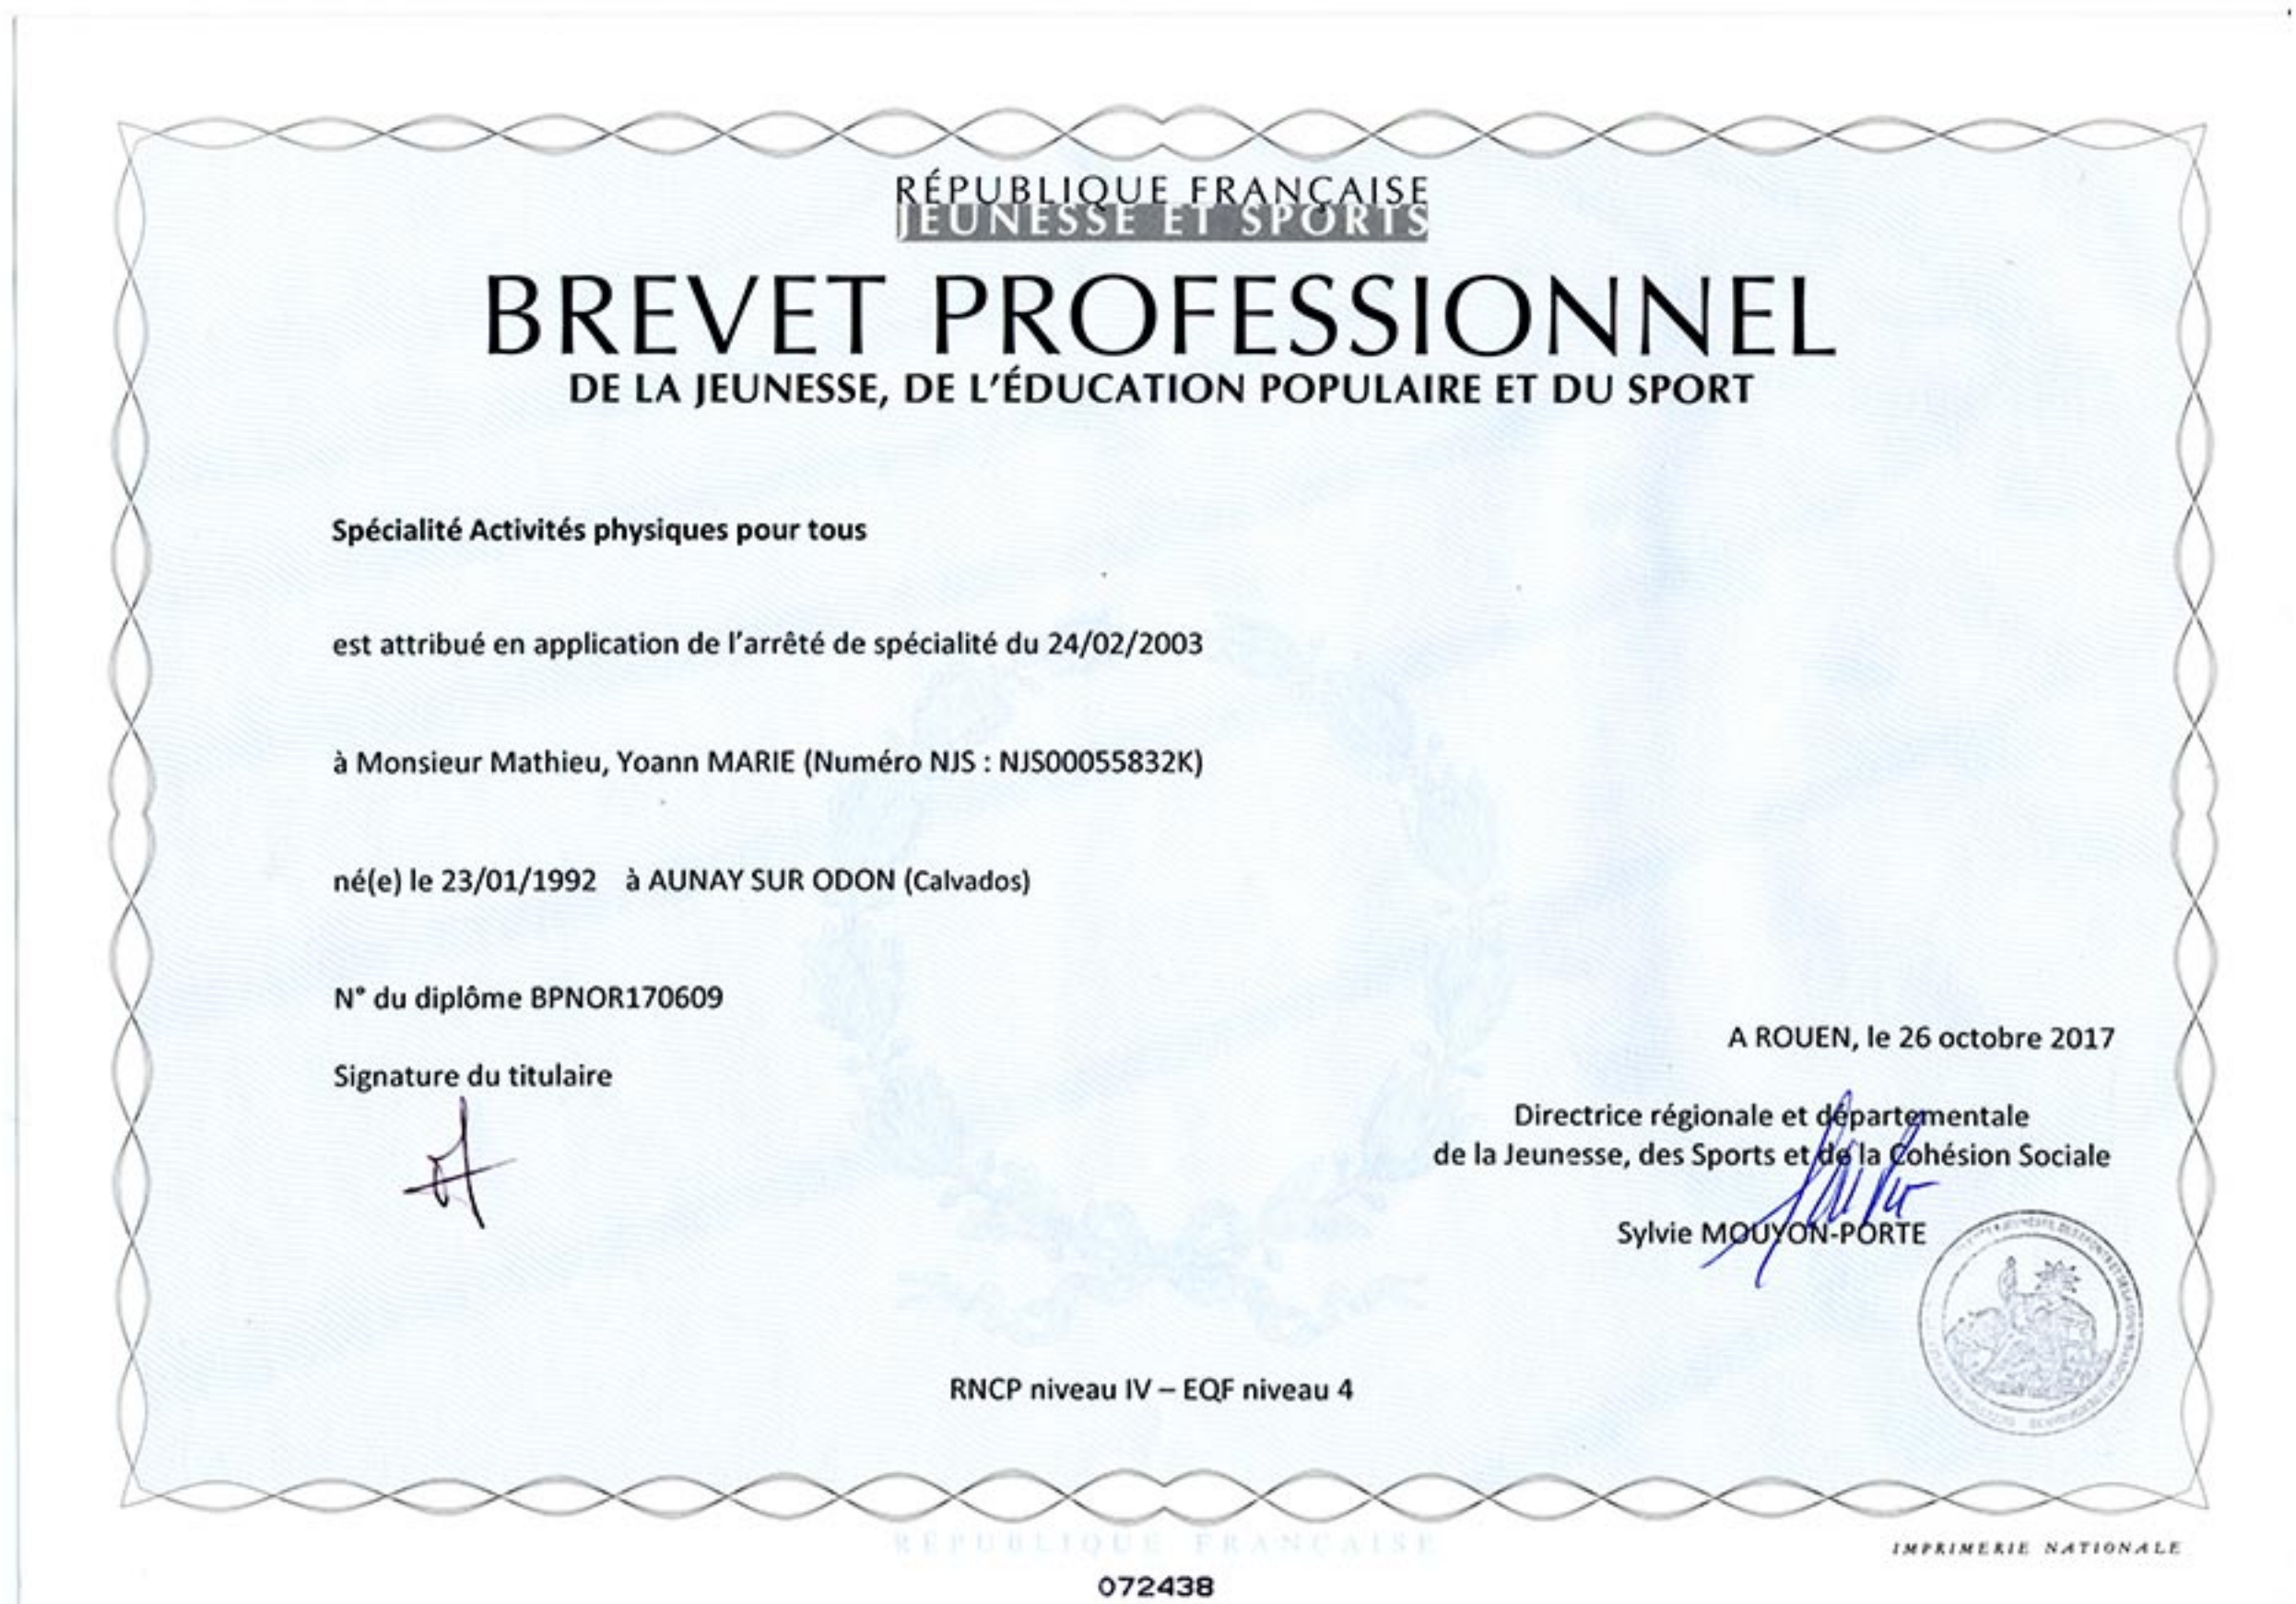 RÉPUBLIQUE FRANÇAISE
JEUNESSE ET SPORTS
BREVET PROFESSIONNEL
DE LA JEUNESSE, DE L'ÉDUCATION POPULAIRE ET DU SPORT
Spécialité Activités physiques pour tous
est attribué en application de l'arrêté de spécialité du 24/02/2003
à Monsieur Mathieu, Yoann MARIE (Numéro NJS : NJS00055832K)
né(e) le 23/01/1992 à AUNAY SUR ODON (Calvados)
N° du diplôme BPNOR170609
A ROUEN, le 26 octobre 2017
Signature du titulaire
Directrice régionale et départementale
de la Jeunesse, des Sports et de la Cohésion Sociale
Sylvie MOUYON-PORTE
RNCP niveau IV – EQF niveau 4
REPUBLIQUE FRANCAISE
IMPRIMERIE NATIONALE
072438